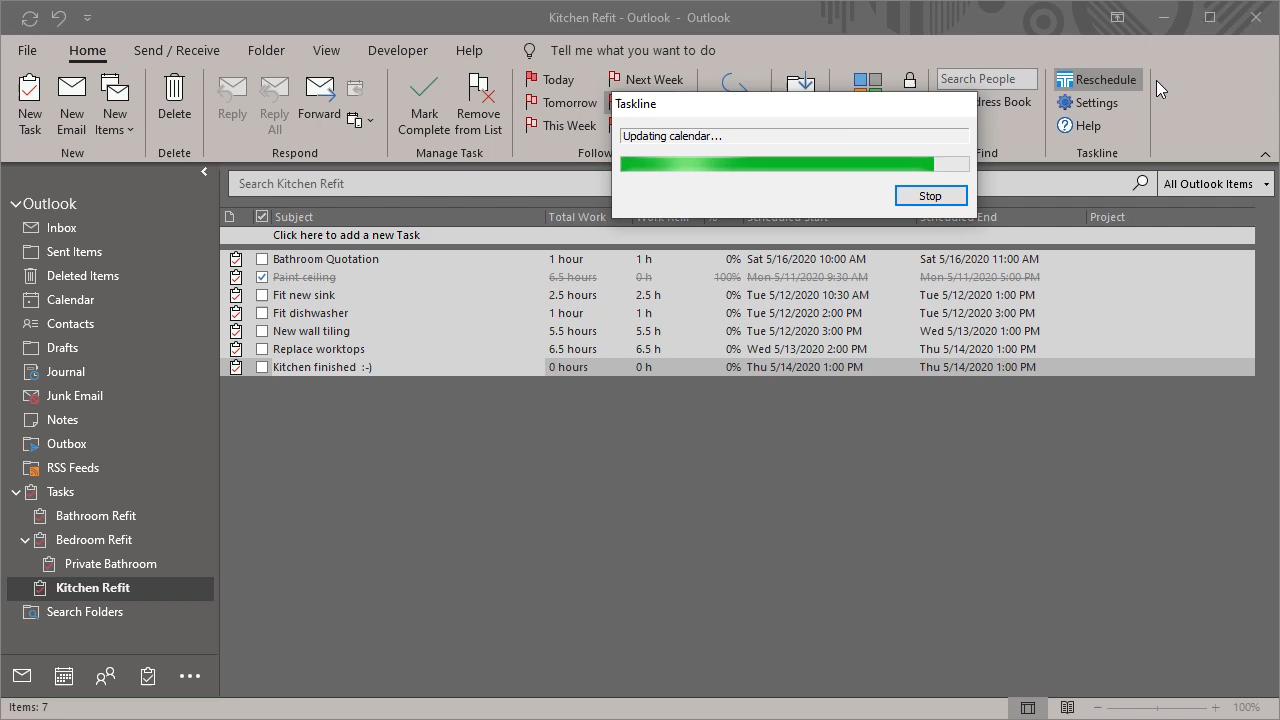 Kitchen Refit - Outlook - Outlook
File Home Send / Receive Folder View Developer Help Tell me what you want to do
New Task
New Email
New Items
Delete
Reply
Reply All
Forward
Mark Complete
Remove from List
Today
Tomorrow
This Week
Next Week
Search People
dress Book
Reschedule
Settings
Help
New Delete Respond Manage Task Follow Find Taskline
Taskline
Updating calendar...
Stop
Search Kitchen Refit
All Outlook Items
Subject Total Work Work Rem. % Scheduled Start Scheduled End Project
Click here to add a new Task
Bathroom Quotation 1 hour 1 h 0% Sat 5/16/2020 10:00 AM Sat 5/16/2020 11:00 AM
Paint ceiling 6.5 hours 0 h 100% Mon 5/11/2020 9:30 AM Mon 5/11/2020 5:00 PM
Fit new sink 2.5 hours 2.5 h 0% Tue 5/12/2020 10:30 AM Tue 5/12/2020 1:00 PM
Fit dishwasher 1 hour 1 h 0% Tue 5/12/2020 2:00 PM Tue 5/12/2020 3:00 PM
New wall tiling 5.5 hours 5.5 h 0% Tue 5/12/2020 3:00 PM Wed 5/13/2020 1:00 PM
Replace worktops 6.5 hours 6.5 h 0% Wed 5/13/2020 2:00 PM Thu 5/14/2020 1:00 PM
Kitchen finished :-) 0 hours 0 h 0% Thu 5/14/2020 1:00 PM Thu 5/14/2020 1:00 PM
Outlook
Inbox
Sent Items
Deleted Items
Calendar
Contacts
Drafts
Journal
Junk Email
Notes
Outbox
RSS Feeds
Tasks
Bathroom Refit
Bedroom Refit
Private Bathroom
Kitchen Refit
Search Folders
Items: 7
100%